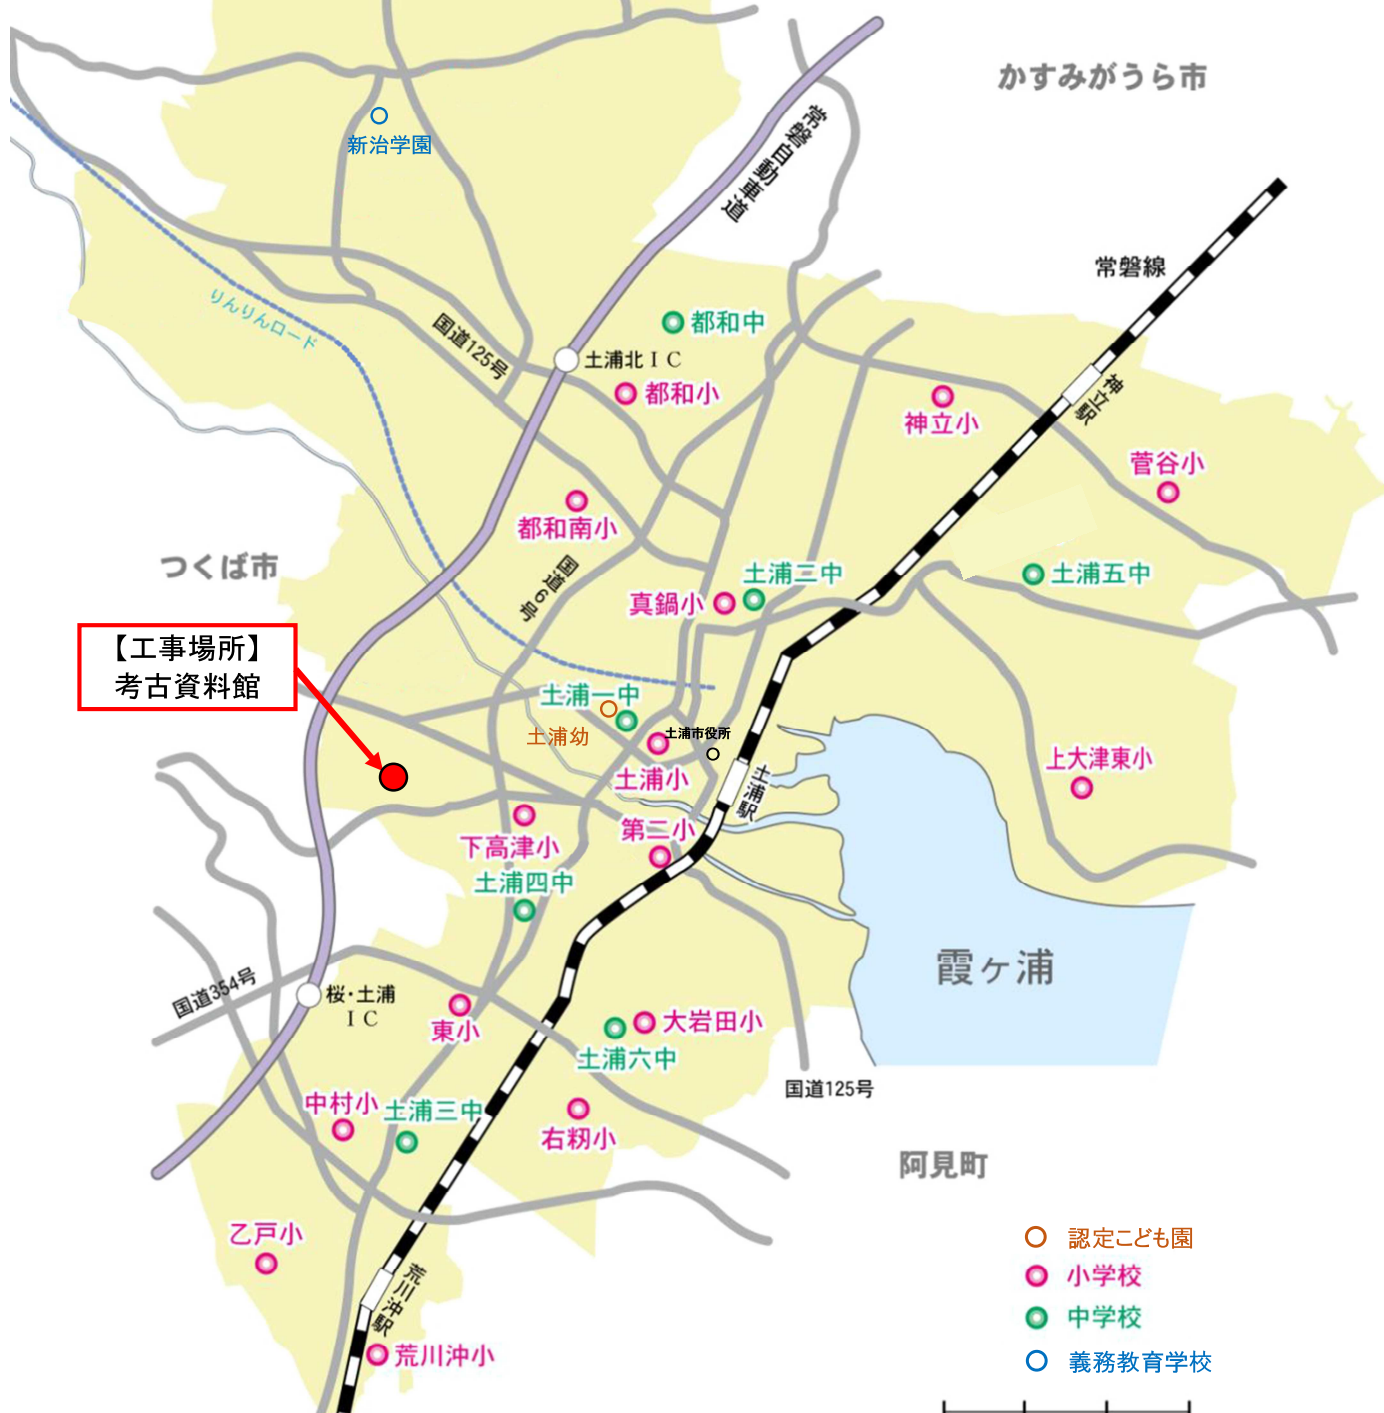 かすみがうら市
常磐自動車道
新治学園
常磐線
りんりんロード
国道125号
都和中
土浦北ＩＣ
都和小
神立駅
神立小
菅谷小
都和南小
つくば市
国道6号
土浦二中
土浦五中
真鍋小
【工事場所】
考古資料館
土浦一中
土浦幼
土浦市役所
土浦小
土浦駅
上大津東小
第二小
下高津小
土浦四中
霞ヶ浦
国道354号
桜・土浦
ＩＣ
東小
大岩田小
土浦六中
国道125号
中村小
土浦三中
右籾小
阿見町
乙戸小
荒川沖駅
荒川沖小
認定こども園
小学校
中学校
義務教育学校